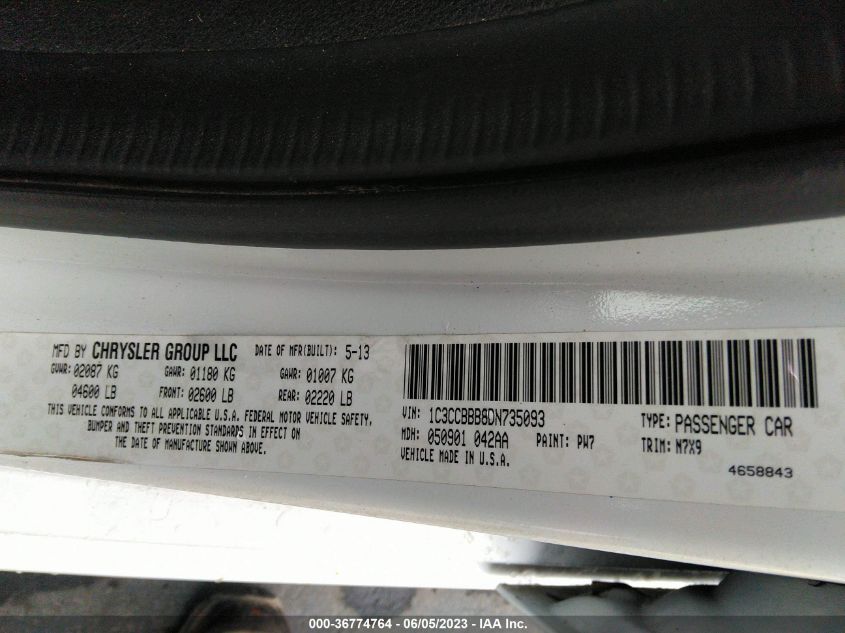 MFD BY CHRYSLER GROUP LLC DATE OF MFR(BUILT): 5-13
GVWR: 02087 KG GAWR: 01180 KG GAWR: 01007 KG
04600 LB FRONT: 02600 LB REAR: 02220 LB
THIS VEHICLE CONFORMS TO ALL APPLICABLE U.S.A. FEDERAL MOTOR VEHICLE SAFETY,
BUMPER AND THEFT PREVENTION STANDARDS IN EFFECT ON
THE DATE OF MANUFACTURE SHOWN ABOVE.
VIN: 1C3CCBBB8DN735093 TYPE: PASSENGER CAR
MDH: 050901 042AA PAINT: PW7 TRIM: N7X9
VEHICLE MADE IN U.S.A. 4658843
000-36774764 - 06/05/2023 - IAA Inc.